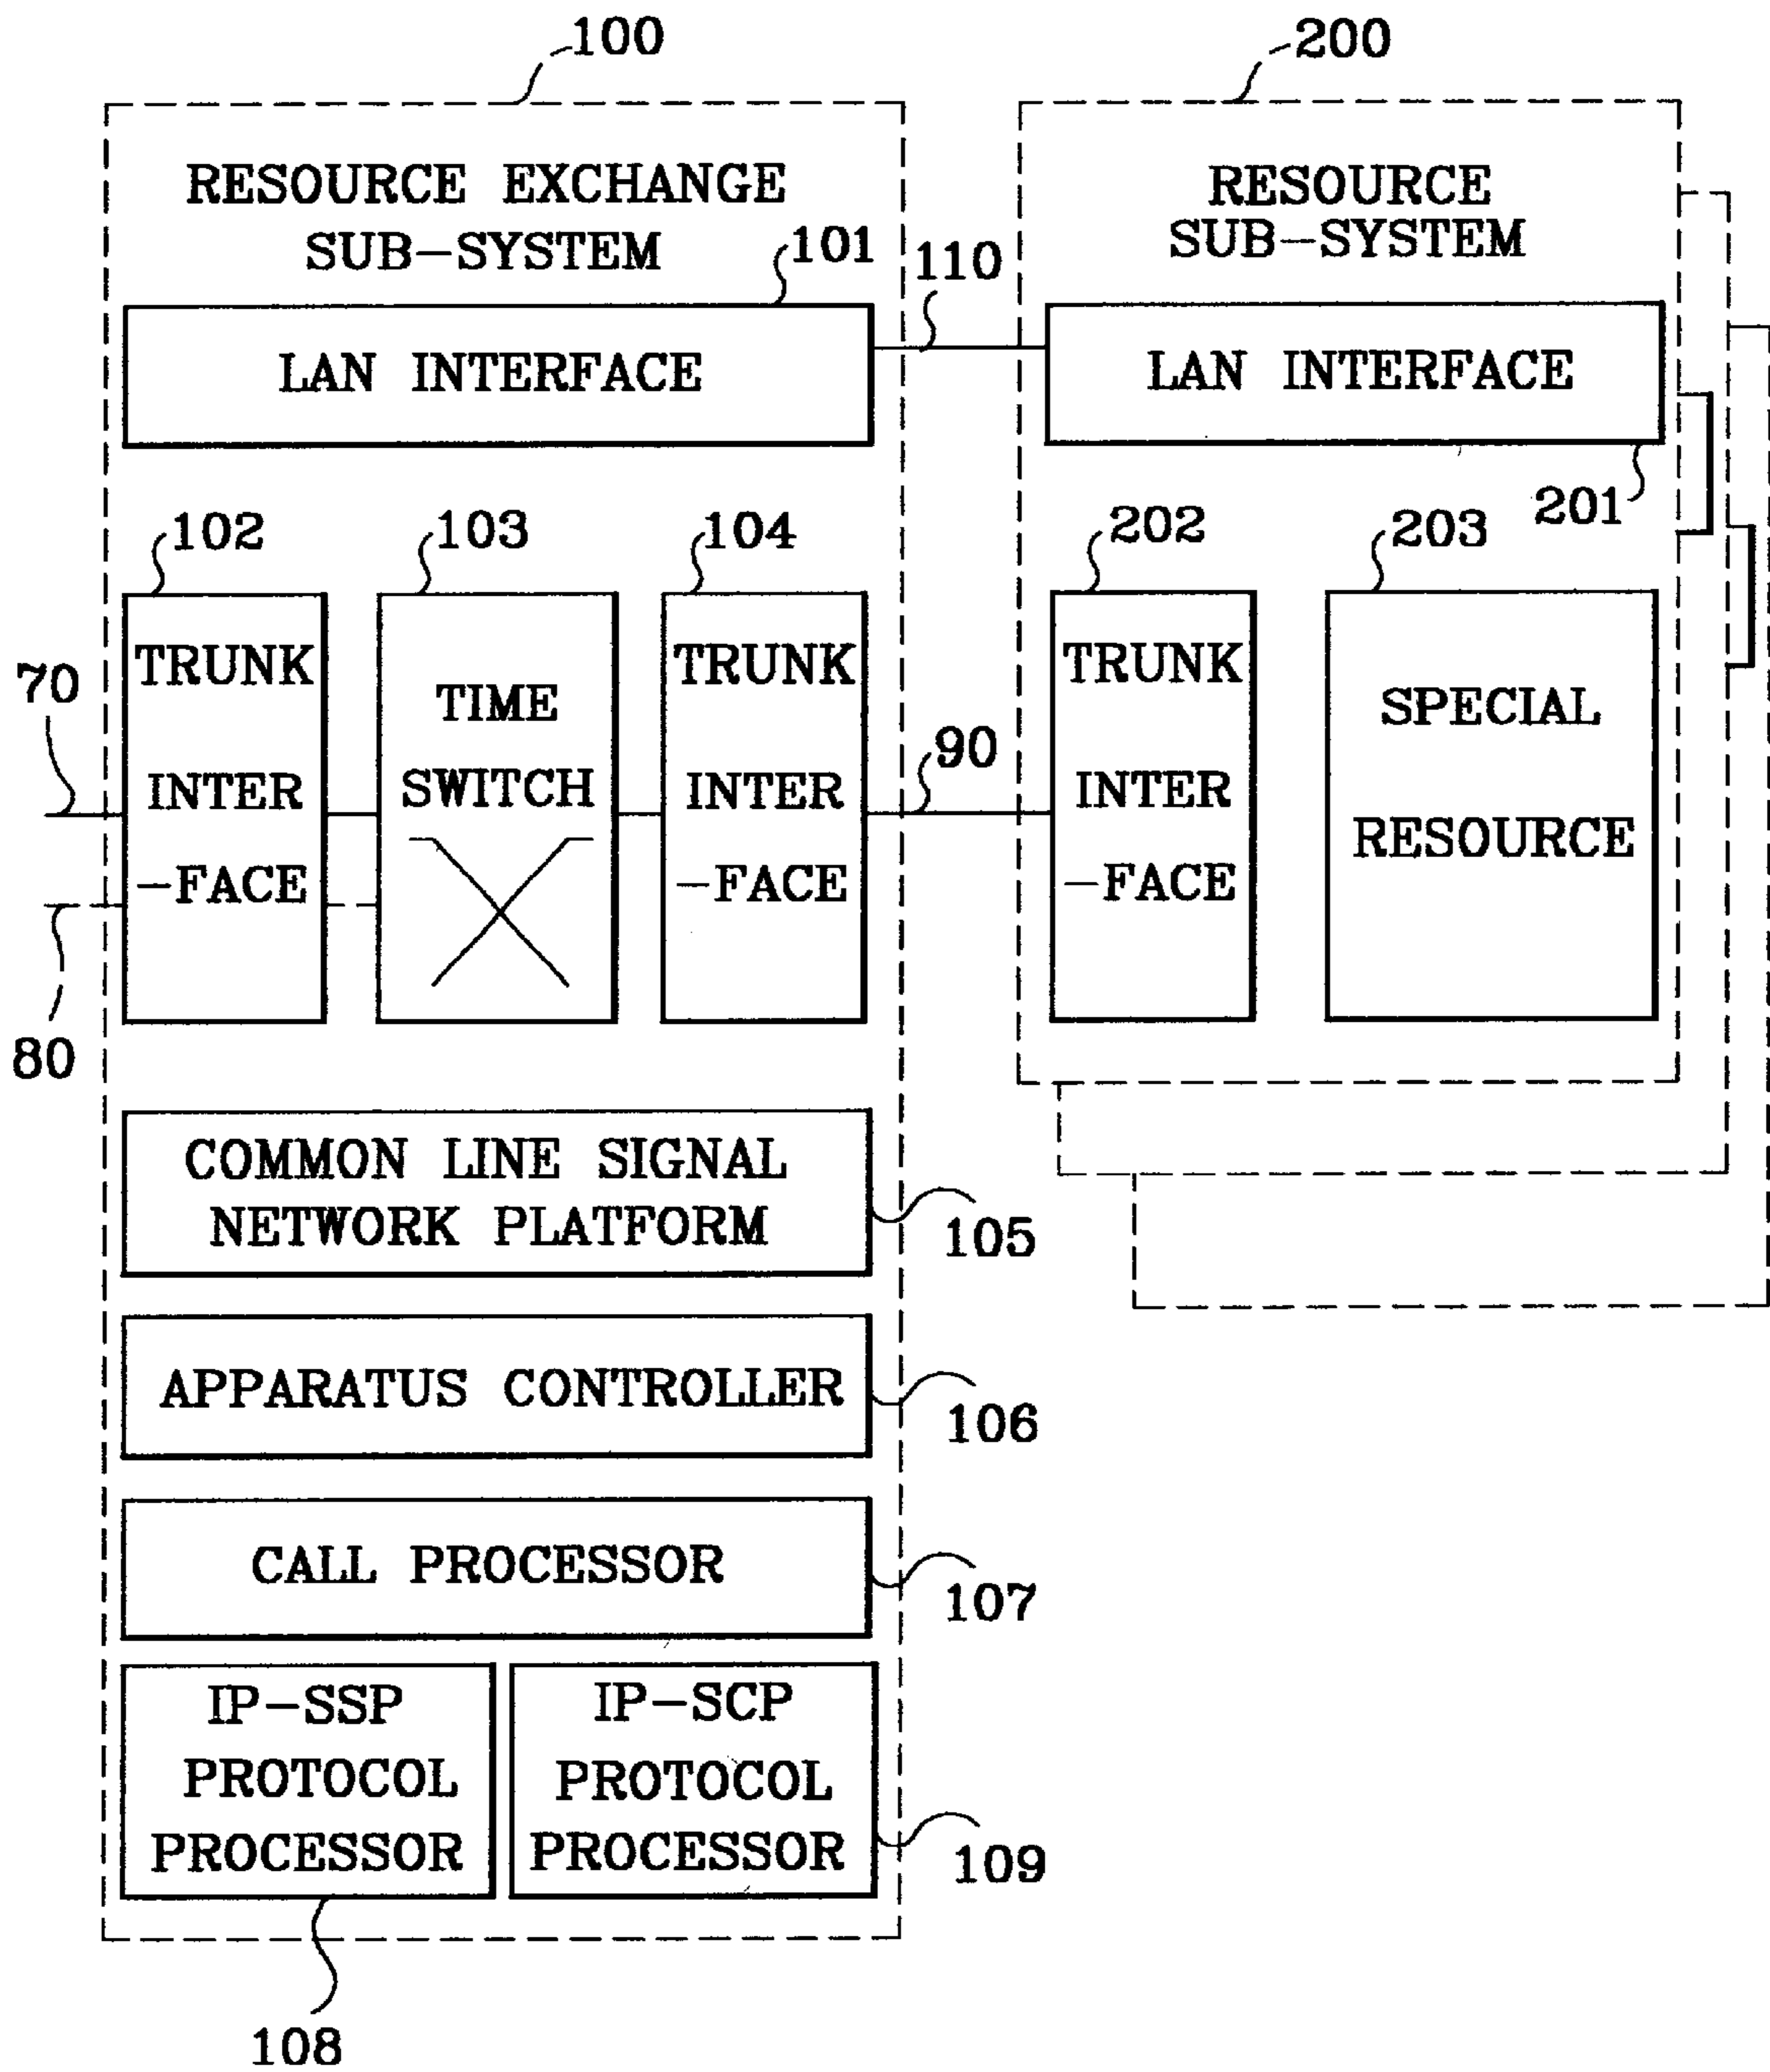 100
200
RESOURCE EXCHANGE
SUB-SYSTEM
RESOURCE
SUB-SYSTEM
101
110
LAN INTERFACE
LAN INTERFACE
201
102
103
104
202
203
70
TRUNK
INTER
-FACE
TIME
SWITCH
TRUNK
INTER
-FACE
90
TRUNK
INTER
-FACE
SPECIAL
RESOURCE
80
COMMON LINE SIGNAL
NETWORK PLATFORM
105
APPARATUS CONTROLLER
106
CALL PROCESSOR
107
IP-SSP
PROTOCOL
PROCESSOR
IP-SCP
PROTOCOL
PROCESSOR
109
108